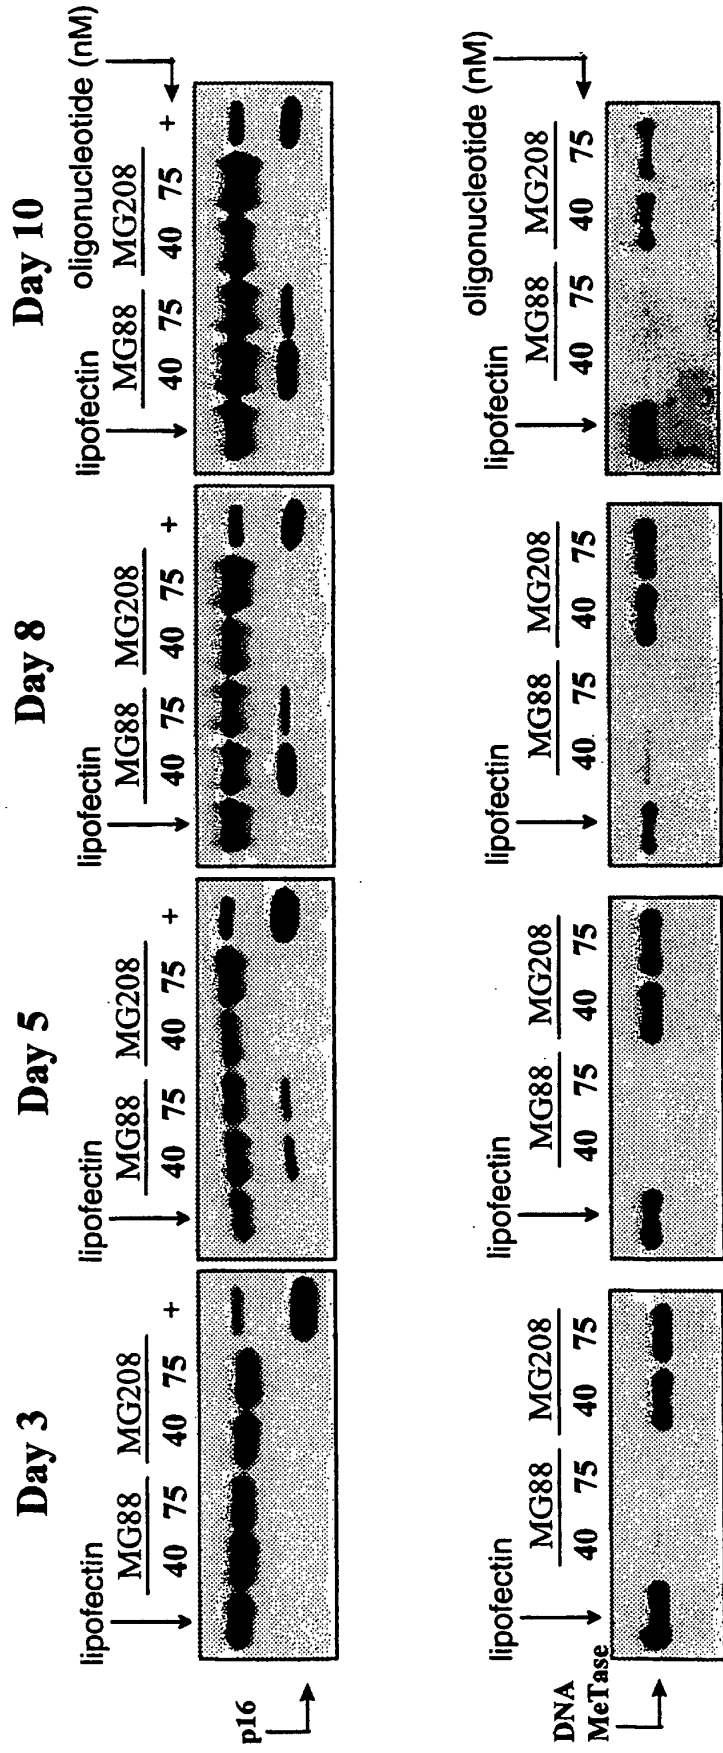 Day 3
lipofectin
MG88 MG208
40 75 40 75 +
Day 5
lipofectin
MG88 MG208
40 75 40 75 +
Day 8
lipofectin
MG88 MG208
40 75 40 75 +
Day 10
lipofectin
MG88 MG208
40 75 40 75 +
oligonucleotide (nM)
p16
lipofectin
MG88 MG208
40 75 40 75
lipofectin
MG88 MG208
40 75 40 75
lipofectin
MG88 MG208
40 75 40 75
lipofectin
MG88 MG208
40 75 40 75
oligonucleotide (nM)
DNA
MeTase